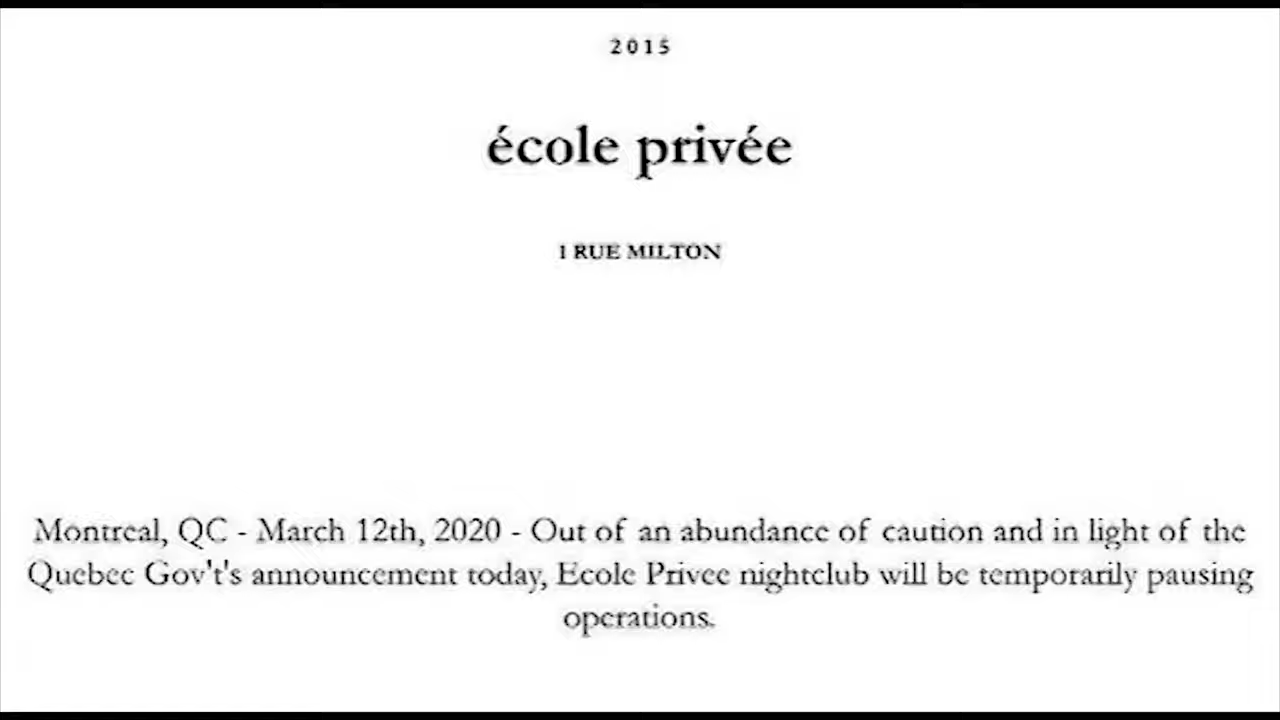 2015
école privée
1 RUE MILTON
Montreal, QC - March 12th, 2020 - Out of an abundance of caution and in light of the
Quebec Gov't's announcement today, Ecole Privee nightclub will be temporarily pausing
operations.